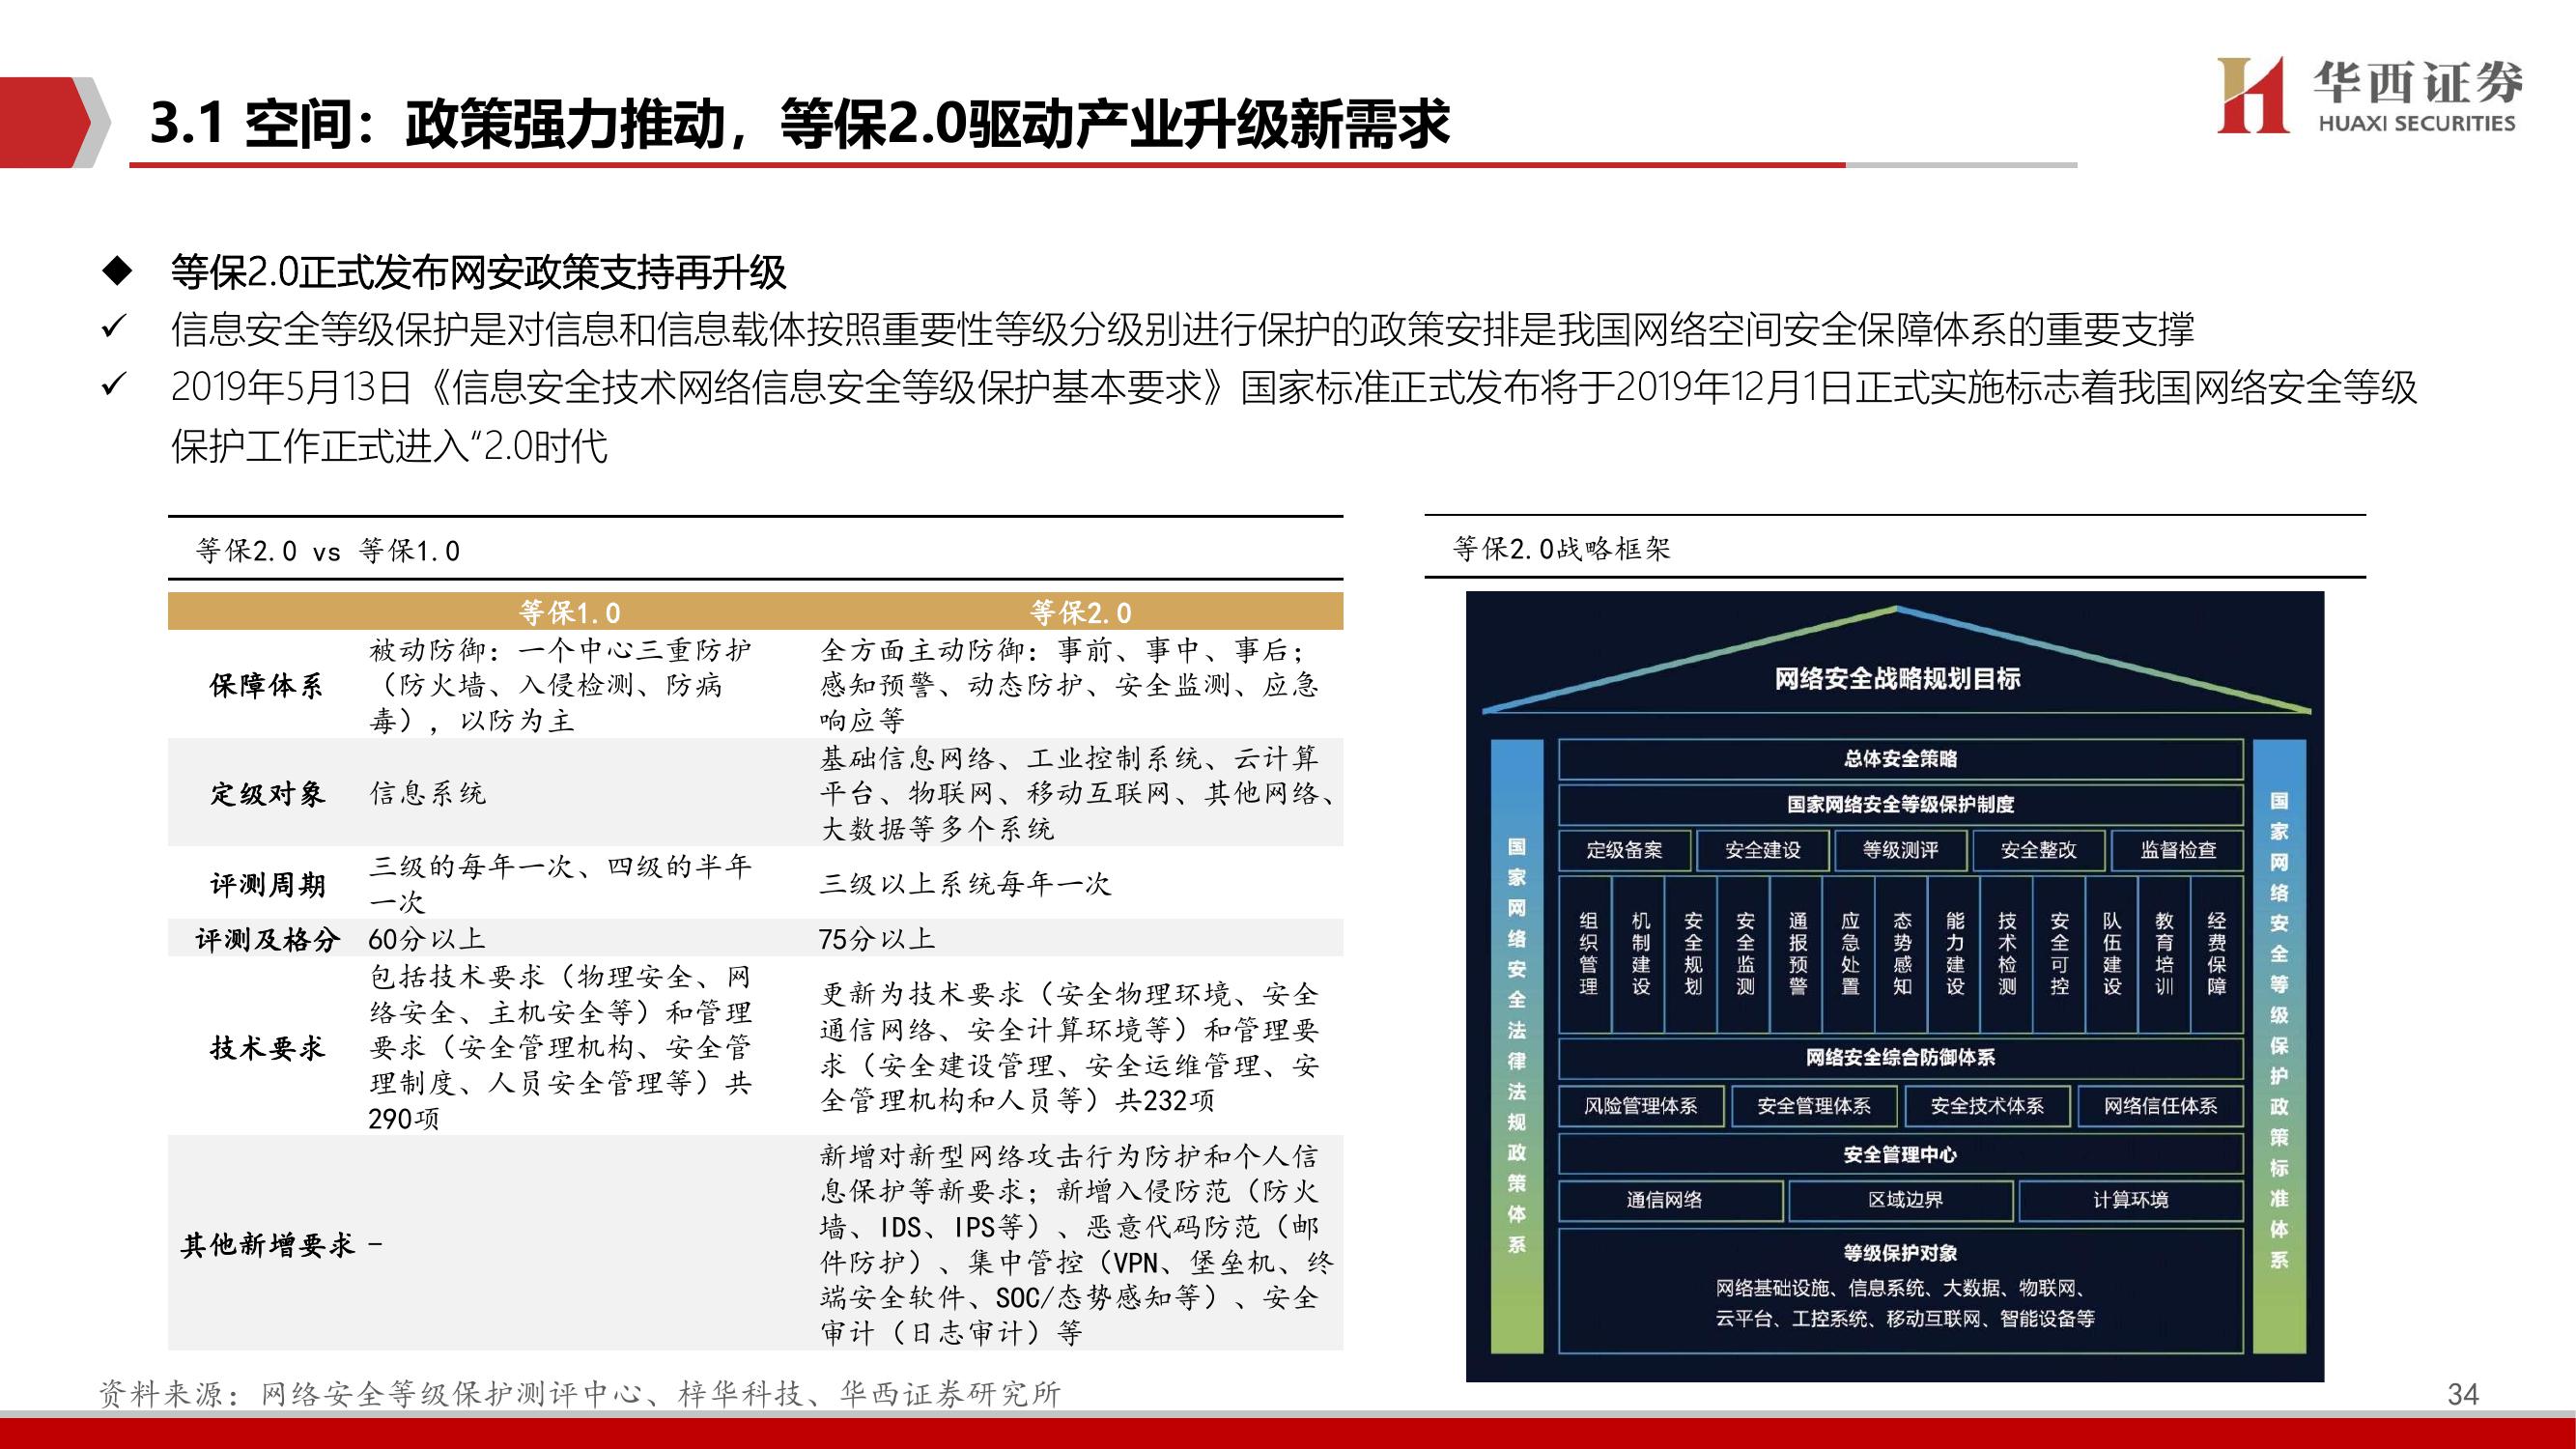 3.1 空间：政策强力推动，等保2.0驱动产业升级新需求
华西证券
HUAXI SECURITIES
等保2.0正式发布网安政策支持再升级
信息安全等级保护是对信息和信息载体按照重要性等级分级别进行保护的政策安排是我国网络空间安全保障体系的重要支撑
2019年5月13日《信息安全技术网络信息安全等级保护基本要求》国家标准正式发布将于2019年12月1日正式实施标志着我国网络安全等级
保护工作正式进入“2.0时代
等保2.0 vs 等保1.0
等保1.0 等保2.0
保障体系
被动防御：一个中心三重防护
（防火墙、入侵检测、防病
毒），以防为主
全方面主动防御：事前、事中、事后；
感知预警、动态防护、安全监测、应急
响应等
定级对象
信息系统
基础信息网络、工业控制系统、云计算
平台、物联网、移动互联网、其他网络、
大数据等多个系统
评测周期
三级的每年一次、四级的半年
一次
三级以上系统每年一次
评测及格分 60分以上 75分以上
技术要求
包括技术要求（物理安全、网
络安全、主机安全等）和管理
要求（安全管理机构、安全管
理制度、人员安全管理等）共
290项
更新为技术要求（安全物理环境、安全
通信网络、安全计算环境等）和管理要
求（安全建设管理、安全运维管理、安
全管理机构和人员等）共232项
其他新增要求 –
新增对新型网络攻击行为防护和个人信
息保护等新要求；新增入侵防范（防火
墙、IDS、IPS等）、恶意代码防范（邮
件防护）、集中管控（VPN、堡垒机、终
端安全软件、SOC/态势感知等）、安全
审计（日志审计）等
等保2.0战略框架
网络安全战略规划目标
国家网络安全法律法规政策体系
总体安全策略
国家网络安全等级保护制度
定级备案 安全建设 等级测评 安全整改 监督检查
组织管理 机制建设 安全规划 安全监测 通报预警 应急处置 态势感知 能力建设 技术检测 安全可控 队伍建设 教育培训 经费保障
网络安全综合防御体系
风险管理体系 安全管理体系 安全技术体系 网络信任体系
安全管理中心
通信网络 区域边界 计算环境
等级保护对象
网络基础设施、信息系统、大数据、物联网、
云平台、工控系统、移动互联网、智能设备等
国家网络安全等级保护政策标准体系
资料来源：网络安全等级保护测评中心、梓华科技、华西证券研究所
34